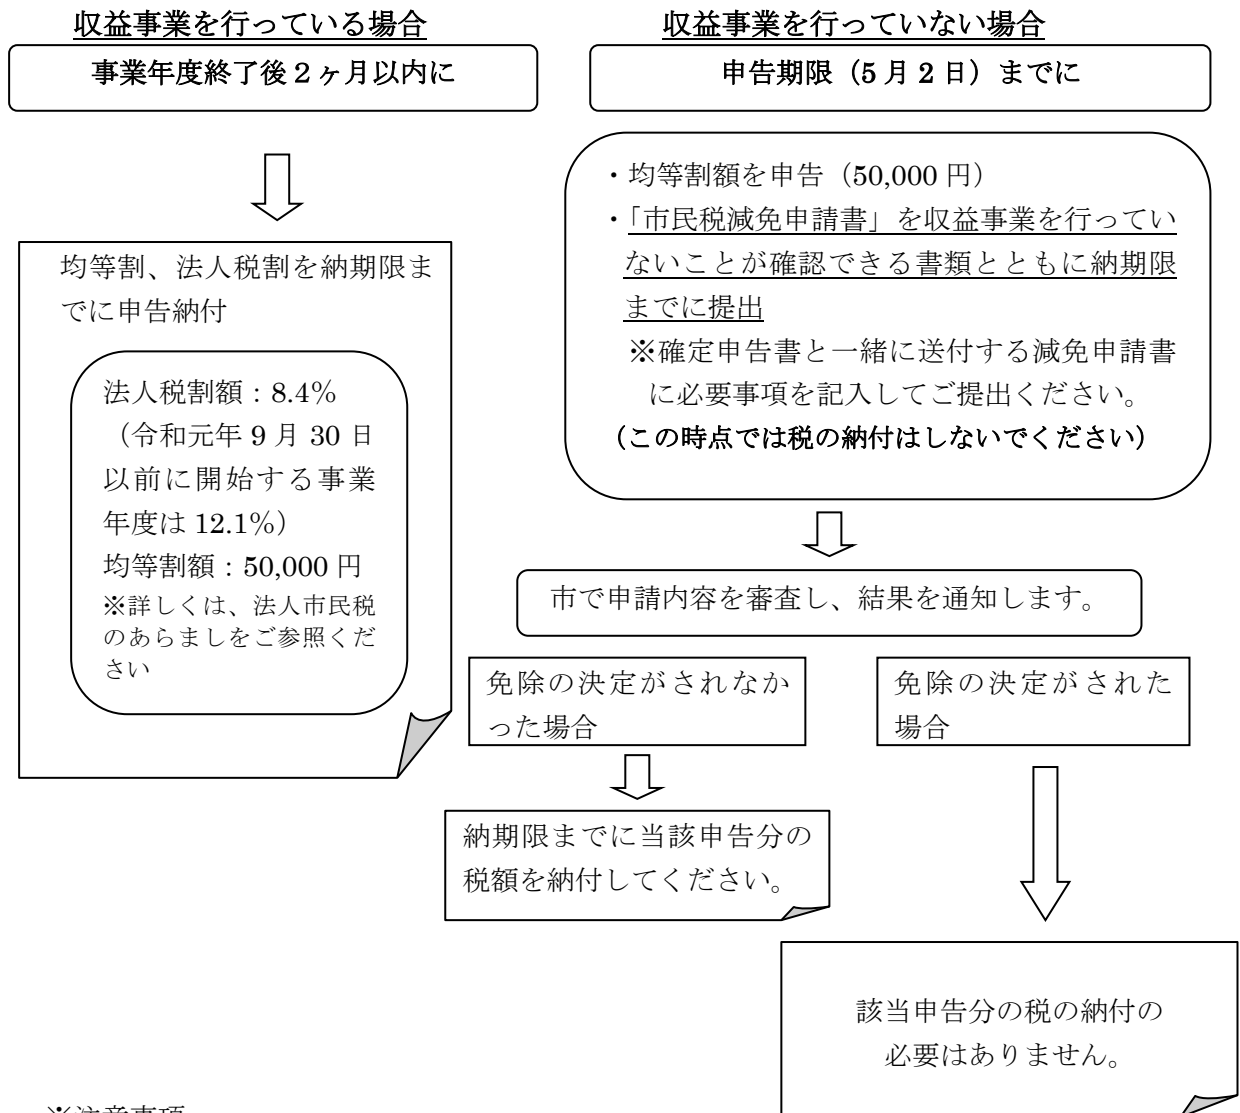 収益事業を行っている場合
事業年度終了後２ヶ月以内に
均等割、法人税割を納期限ま
でに申告納付
法人税割額：8.4％
（令和元年 9 月 30 日
以前に開始する事業
年度は 12.1％）
均等割額：50,000 円
※詳しくは、法人市民税
のあらましをご参照くだ
さい
収益事業を行っていない場合
申告期限（5 月 2 日）までに
・均等割額を申告（50,000 円）
・「市民税減免申請書」を収益事業を行ってい
ないことが確認できる書類とともに納期限
までに提出
※確定申告書と一緒に送付する減免申請書
に必要事項を記入してご提出ください。
（この時点では税の納付はしないでください）
市で申請内容を審査し、結果を通知します。
免除の決定がされなか
った場合
納期限までに当該申告分の
税額を納付してください。
免除の決定がされた
場合
該当申告分の税の納付の
必要はありません。
※注意事項